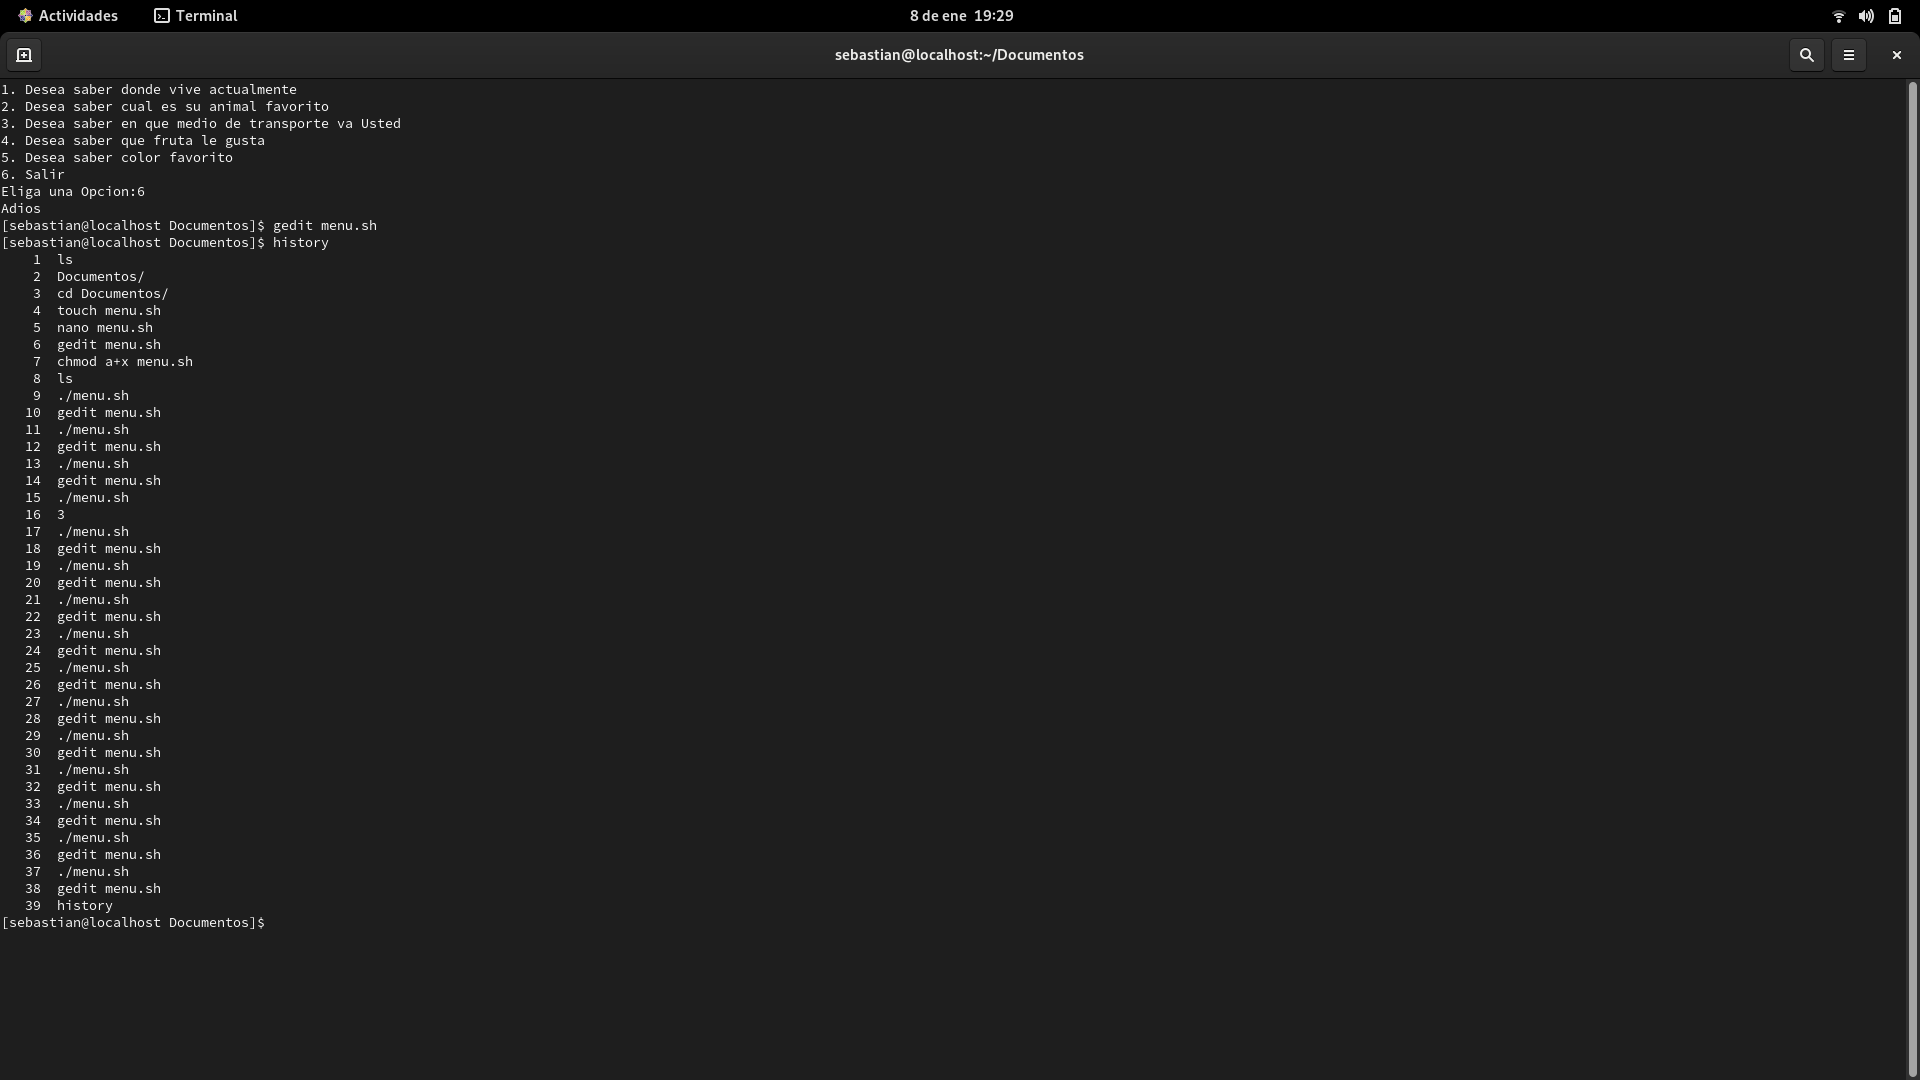 Actividades
Terminal
8 de ene 19:29
sebastian@localhost:~/Documentos
1. Desea saber donde vive actualmente
2. Desea saber cual es su animal favorito
3. Desea saber en que medio de transporte va Usted
4. Desea saber que fruta le gusta
5. Desea saber color favorito
6. Salir
Eliga una Opcion:6
Adios
[sebastian@localhost Documentos]$ gedit menu.sh
[sebastian@localhost Documentos]$ history
1 ls
2 Documentos/
3 cd Documentos/
4 touch menu.sh
5 nano menu.sh
6 gedit menu.sh
7 chmod a+x menu.sh
8 ls
9 ./menu.sh
10 gedit menu.sh
11 ./menu.sh
12 gedit menu.sh
13 ./menu.sh
14 gedit menu.sh
15 ./menu.sh
16 3
17 ./menu.sh
18 gedit menu.sh
19 ./menu.sh
20 gedit menu.sh
21 ./menu.sh
22 gedit menu.sh
23 ./menu.sh
24 gedit menu.sh
25 ./menu.sh
26 gedit menu.sh
27 ./menu.sh
28 gedit menu.sh
29 ./menu.sh
30 gedit menu.sh
31 ./menu.sh
32 gedit menu.sh
33 ./menu.sh
34 gedit menu.sh
35 ./menu.sh
36 gedit menu.sh
37 ./menu.sh
38 gedit menu.sh
39 history
[sebastian@localhost Documentos]$